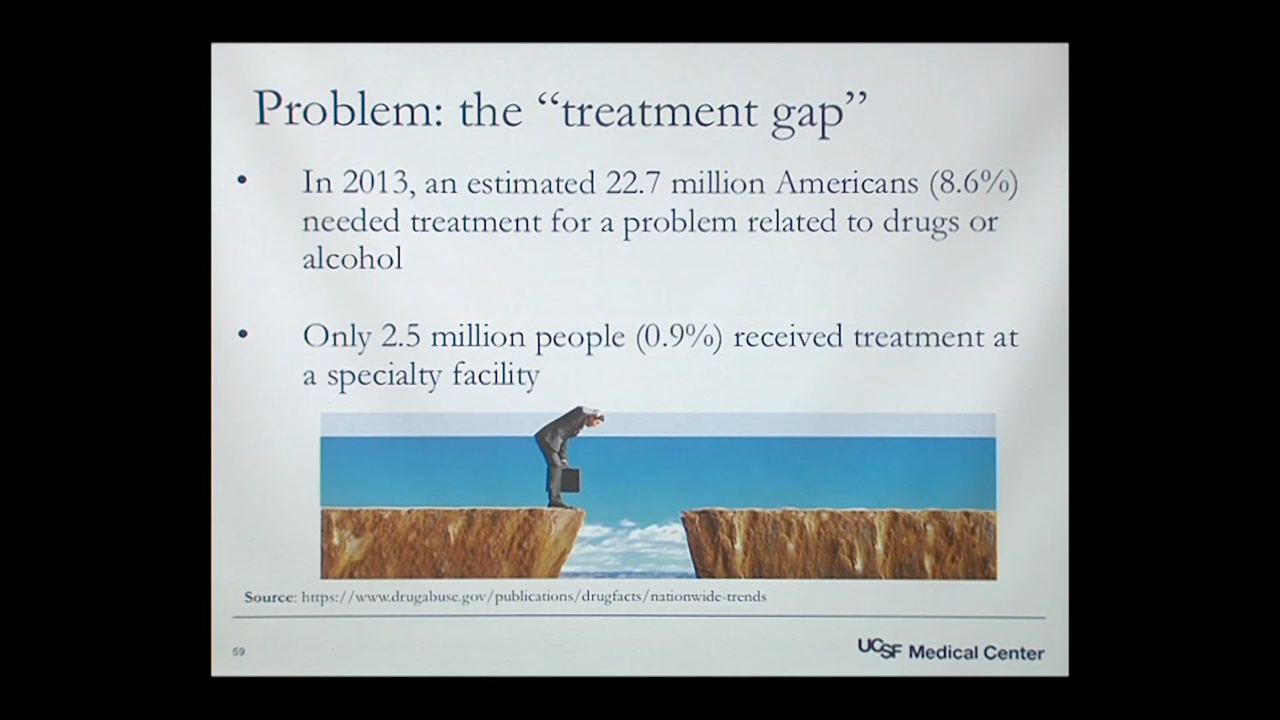 Problem: the “treatment gap”
• In 2013, an estimated 22.7 million Americans (8.6%)
needed treatment for a problem related to drugs or
alcohol
• Only 2.5 million people (0.9%) received treatment at
a specialty facility
Source: https://www.drugabuse.gov/publications/drugfacts/nationwide-trends
59
UCSF Medical Center